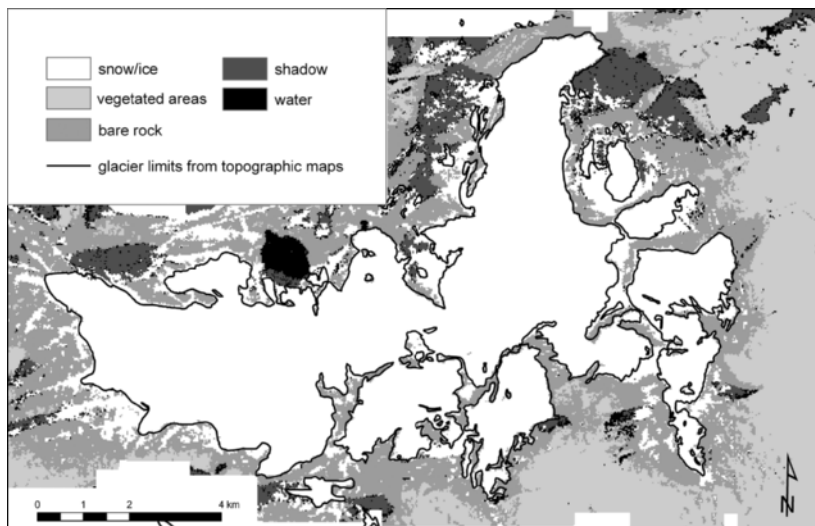 snow/ice
shadow
vegetated areas
water
bare rock
glacier limits from topographic maps
0 1 2 4 km
N